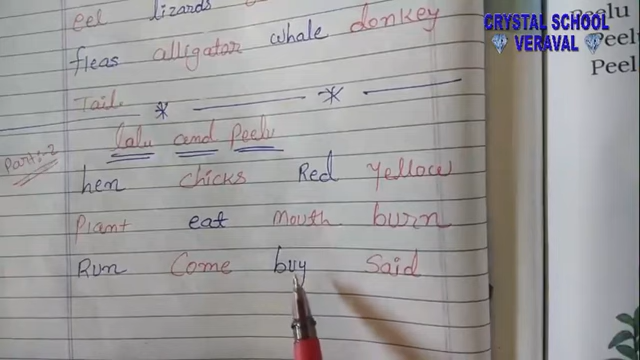 eel lizards
fleas alligator whale donkey
Tail
Part:-2
lalu and Peelu
hen chicks Red Yellow
Plant eat Mouth burn
Run Come buy Said
CRYSTAL SCHOOL
VERAVAL
Peelu
Peel
Peel